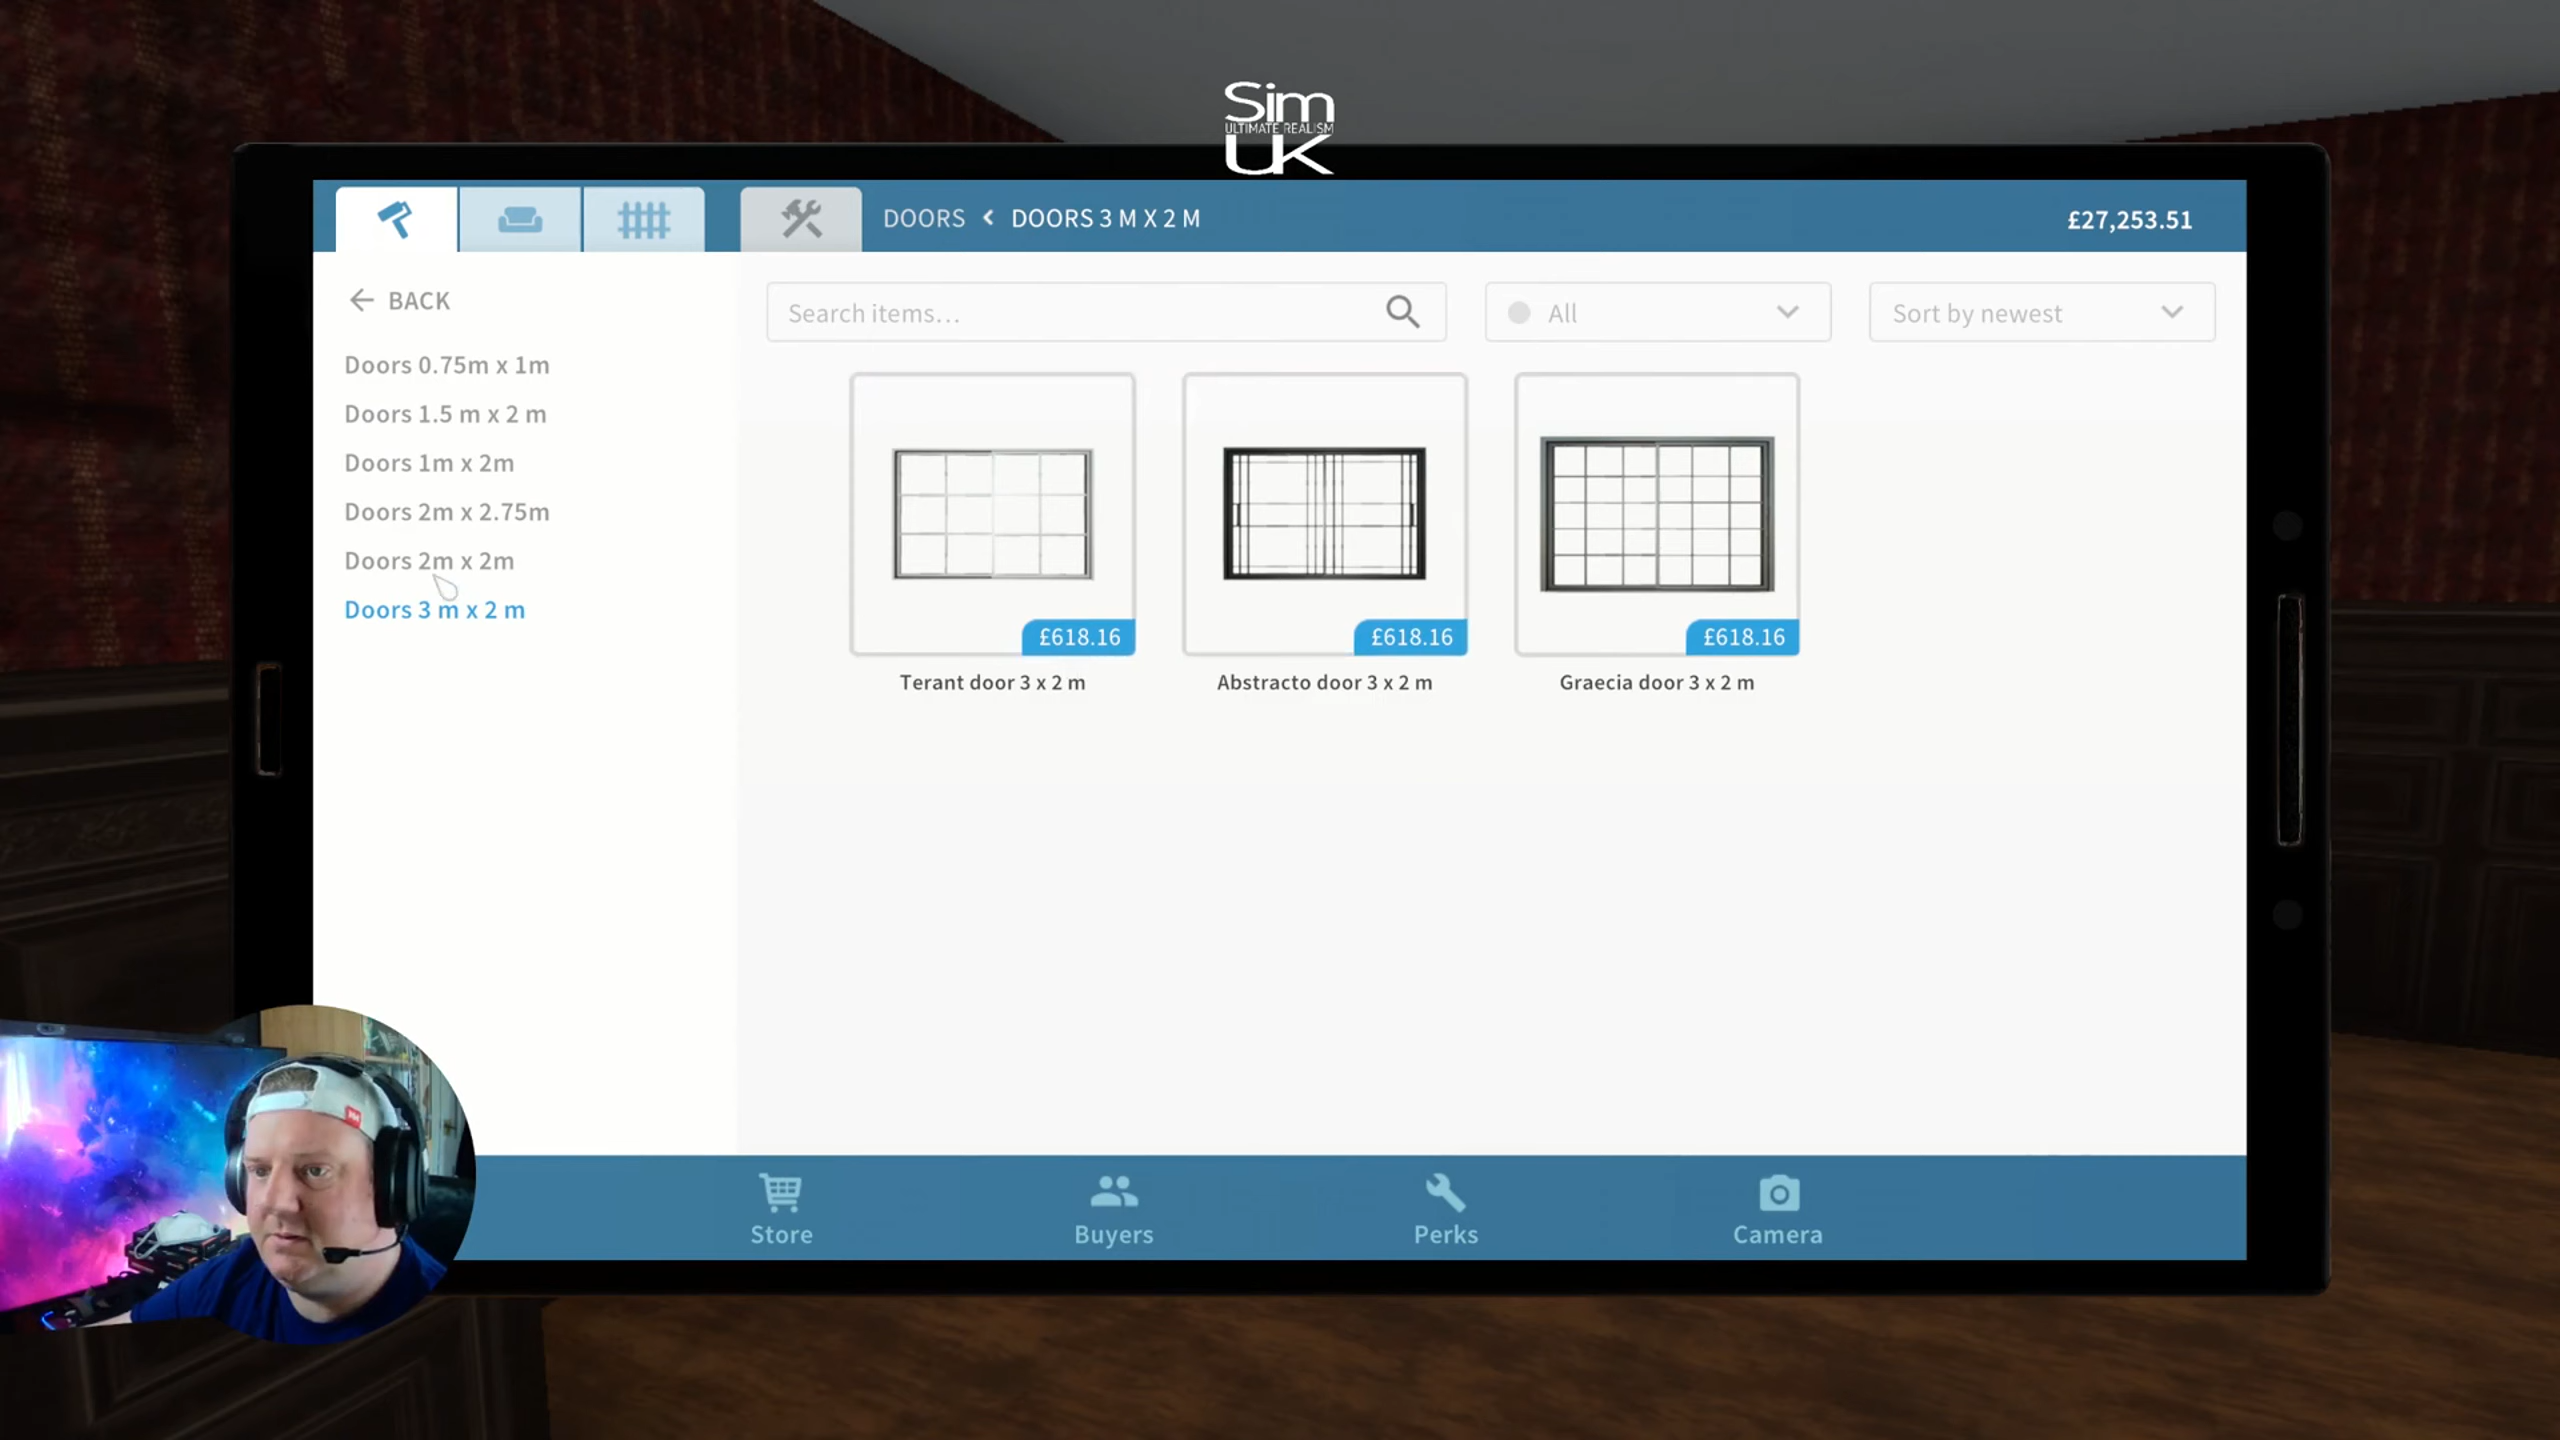 Sim
ULTIMATE REALISM
UK
DOORS < DOORS 3 M X 2 M
£27,253.51
BACK
Search items...
All
Sort by newest
Doors 0.75m x 1m
Doors 1.5 m x 2 m
Doors 1m x 2m
Doors 2m x 2.75m
Doors 2m x 2m
Doors 3 m x 2 m
£618.16
£618.16
£618.16
Terant door 3 x 2 m
Abstracto door 3 x 2 m
Graecia door 3 x 2 m
Store
Buyers
Perks
Camera